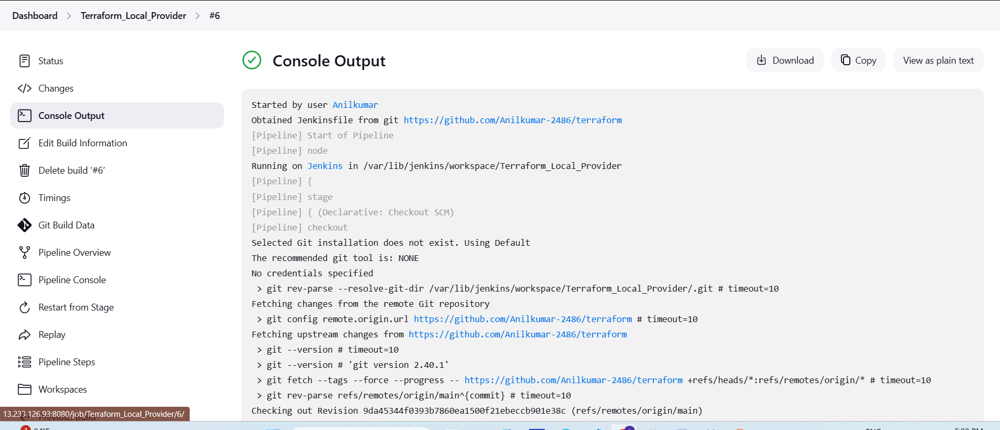 Dashboard
Terraform_Local_Provider
#6
Status
Changes
Console Output
Edit Build Information
Delete build ‘#6’
Timings
Git Build Data
Pipeline Overview
Pipeline Console
Restart from Stage
Replay
Pipeline Steps
Workspaces
Previous Build
13.233.126.93:8080/job/Terraform_Local_Provider/6/
Console Output
Download
Copy
View as plain text
Started by user Anilkumar
Obtained Jenkinsfile from git https://github.com/Anilkumar-2486/terraform
[Pipeline] Start of Pipeline
[Pipeline] node
Running on Jenkins in /var/lib/jenkins/workspace/Terraform_Local_Provider
[Pipeline] {
[Pipeline] stage
[Pipeline] { (Declarative: Checkout SCM)
[Pipeline] checkout
Selected Git installation does not exist. Using Default
The recommended git tool is: NONE
No credentials specified
> git rev-parse --resolve-git-dir /var/lib/jenkins/workspace/Terraform_Local_Provider/.git # timeout=10
Fetching changes from the remote Git repository
> git config remote.origin.url https://github.com/Anilkumar-2486/terraform # timeout=10
Fetching upstream changes from https://github.com/Anilkumar-2486/terraform
> git --version # timeout=10
> git --version # 'git version 2.40.1'
> git fetch --tags --force --progress -- https://github.com/Anilkumar-2486/terraform +refs/heads/*:refs/remotes/origin/* # timeout=10
> git rev-parse refs/remotes/origin/main^{commit} # timeout=10
Checking out Revision 9da45344f0393b7860ea1500f21ebeccb901e38c (refs/remotes/origin/main)